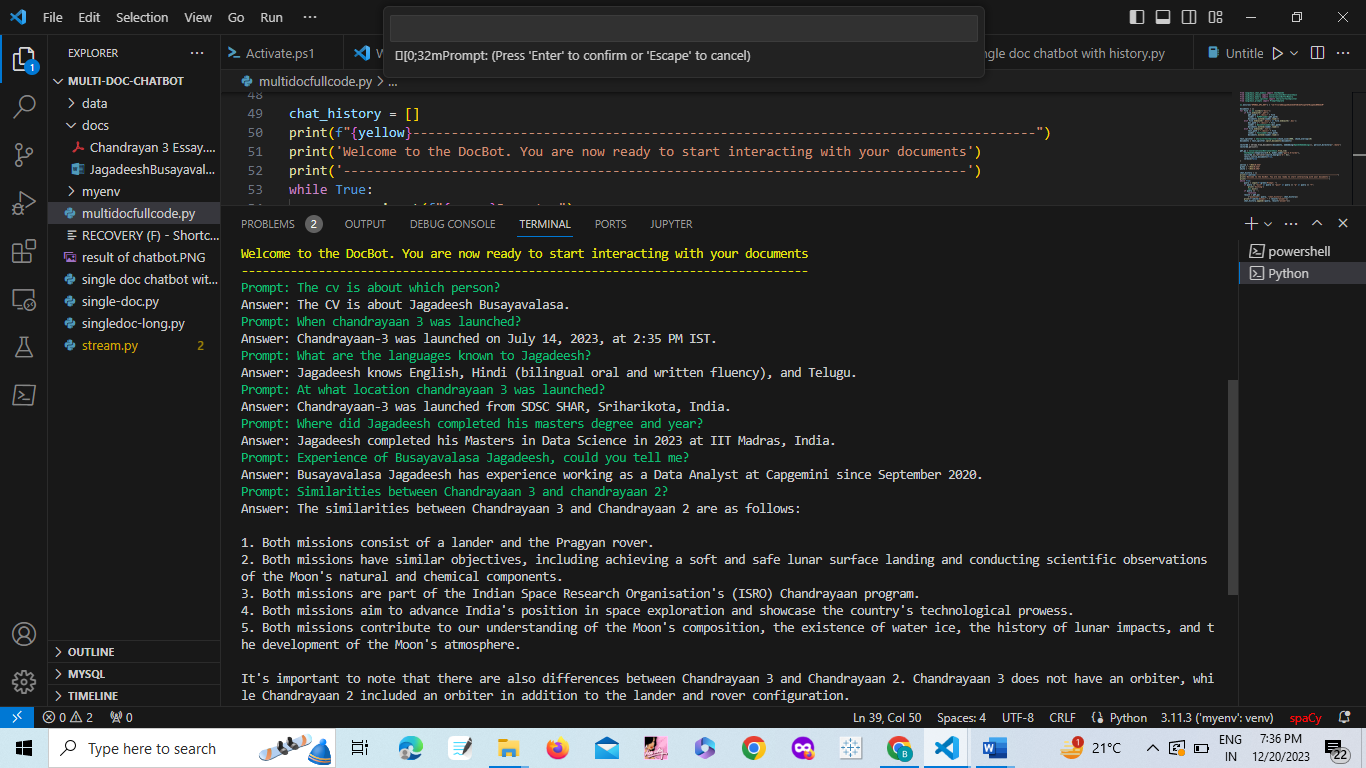 File Edit Selection View Go Run ···
[0;32mPrompt: (Press 'Enter' to confirm or 'Escape' to cancel)
EXPLORER ···
Activate.ps1
ngle doc chatbot with history.py
Untitle
MULTI-DOC-CHATBOT
data
docs
Chandrayan 3 Essay....
JagadeeshBusayaval...
myenv
multidocfullcode.py
RECOVERY (F) - Shortc...
result of chatbot.PNG
single doc chatbot wit...
single-doc.py
singledoc-long.py
stream.py 2
OUTLINE
MYSQL
TIMELINE
multidocfullcode.py > ...
48
49 chat_history = []
50 print(f"{yellow}---------------------------------------------------------------------------------")
51 print('Welcome to the DocBot. You are now ready to start interacting with your documents')
52 print('---------------------------------------------------------------------------------')
53 while True:
PROBLEMS 2 OUTPUT DEBUG CONSOLE TERMINAL PORTS JUPYTER
powershell
Python
Welcome to the DocBot. You are now ready to start interacting with your documents
---------------------------------------------------------------------------------
Prompt: The cv is about which person?
Answer: The CV is about Jagadeesh Busayavalasa.
Prompt: When chandrayaan 3 was launched?
Answer: Chandrayaan-3 was launched on July 14, 2023, at 2:35 PM IST.
Prompt: What are the languages known to Jagadeesh?
Answer: Jagadeesh knows English, Hindi (bilingual oral and written fluency), and Telugu.
Prompt: At what location chandrayaan 3 was launched?
Answer: Chandrayaan-3 was launched from SDSC SHAR, Sriharikota, India.
Prompt: Where did Jagadeesh completed his masters degree and year?
Answer: Jagadeesh completed his Masters in Data Science in 2023 at IIT Madras, India.
Prompt: Experience of Busayavalasa Jagadeesh, could you tell me?
Answer: Busayavalasa Jagadeesh has experience working as a Data Analyst at Capgemini since September 2020.
Prompt: Similarities between Chandrayaan 3 and chandrayaan 2?
Answer: The similarities between Chandrayaan 3 and Chandrayaan 2 are as follows:
1. Both missions consist of a lander and the Pragyan rover.
2. Both missions have similar objectives, including achieving a soft and safe lunar surface landing and conducting scientific observations
of the Moon's natural and chemical components.
3. Both missions are part of the Indian Space Research Organisation's (ISRO) Chandrayaan program.
4. Both missions aim to advance India's position in space exploration and showcase the country's technological prowess.
5. Both missions contribute to our understanding of the Moon's composition, the existence of water ice, the history of lunar impacts, and t
he development of the Moon's atmosphere.
It's important to note that there are also differences between Chandrayaan 3 and Chandrayaan 2. Chandrayaan 3 does not have an orbiter, whi
le Chandrayaan 2 included an orbiter in addition to the lander and rover configuration.
0 2 0 Ln 39, Col 50 Spaces: 4 UTF-8 CRLF Python 3.11.3 ('myenv': venv) spaCy
Type here to search
21°C
ENG
IN
7:36 PM
12/20/2023
22